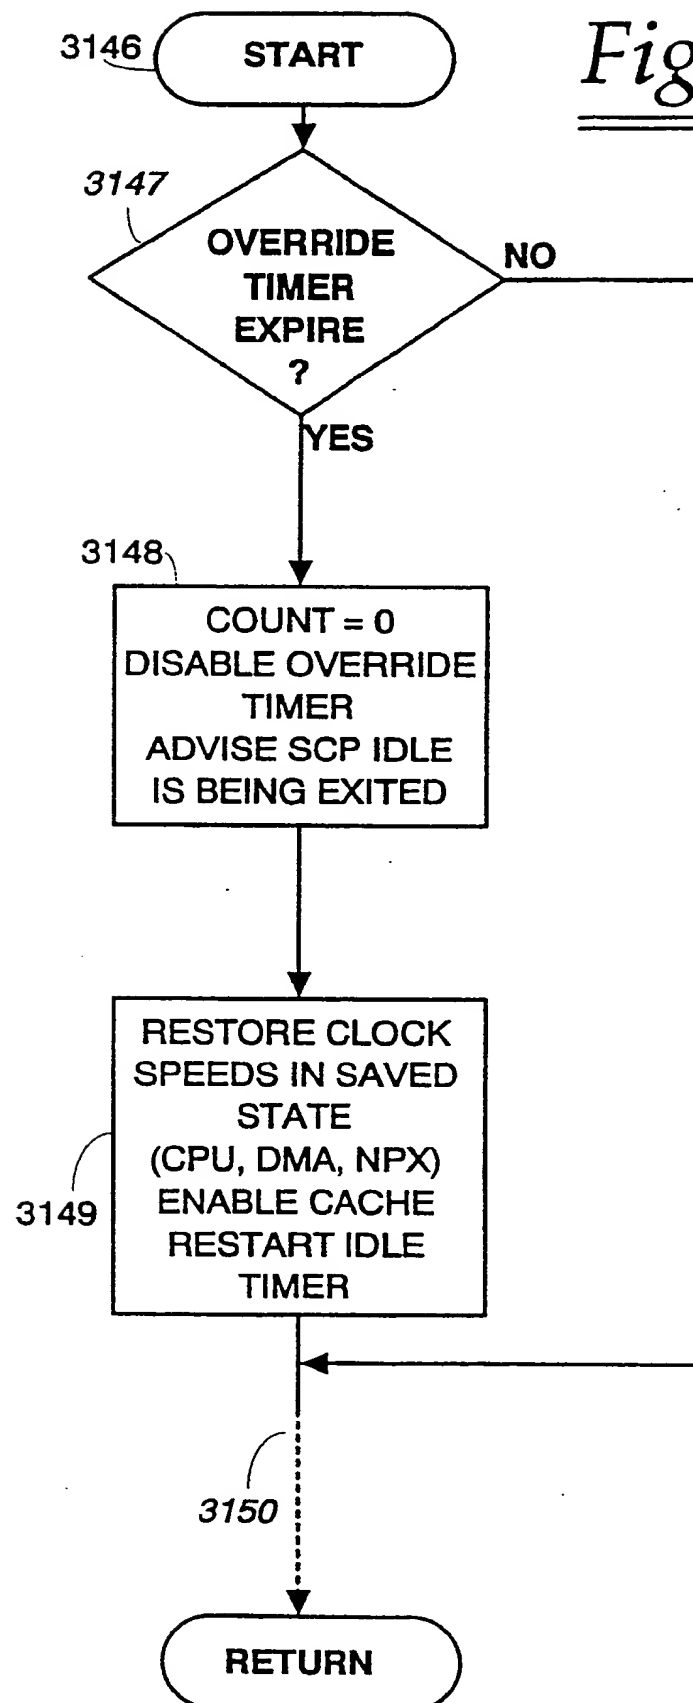 3146
START
Fig
3147
OVERRIDE
TIMER
EXPIRE
?
NO
YES
3148
COUNT = 0
DISABLE OVERRIDE
TIMER
ADVISE SCP IDLE
IS BEING EXITED
RESTORE CLOCK
SPEEDS IN SAVED
STATE
(CPU, DMA, NPX)
ENABLE CACHE
RESTART IDLE
TIMER
3149
3150
RETURN